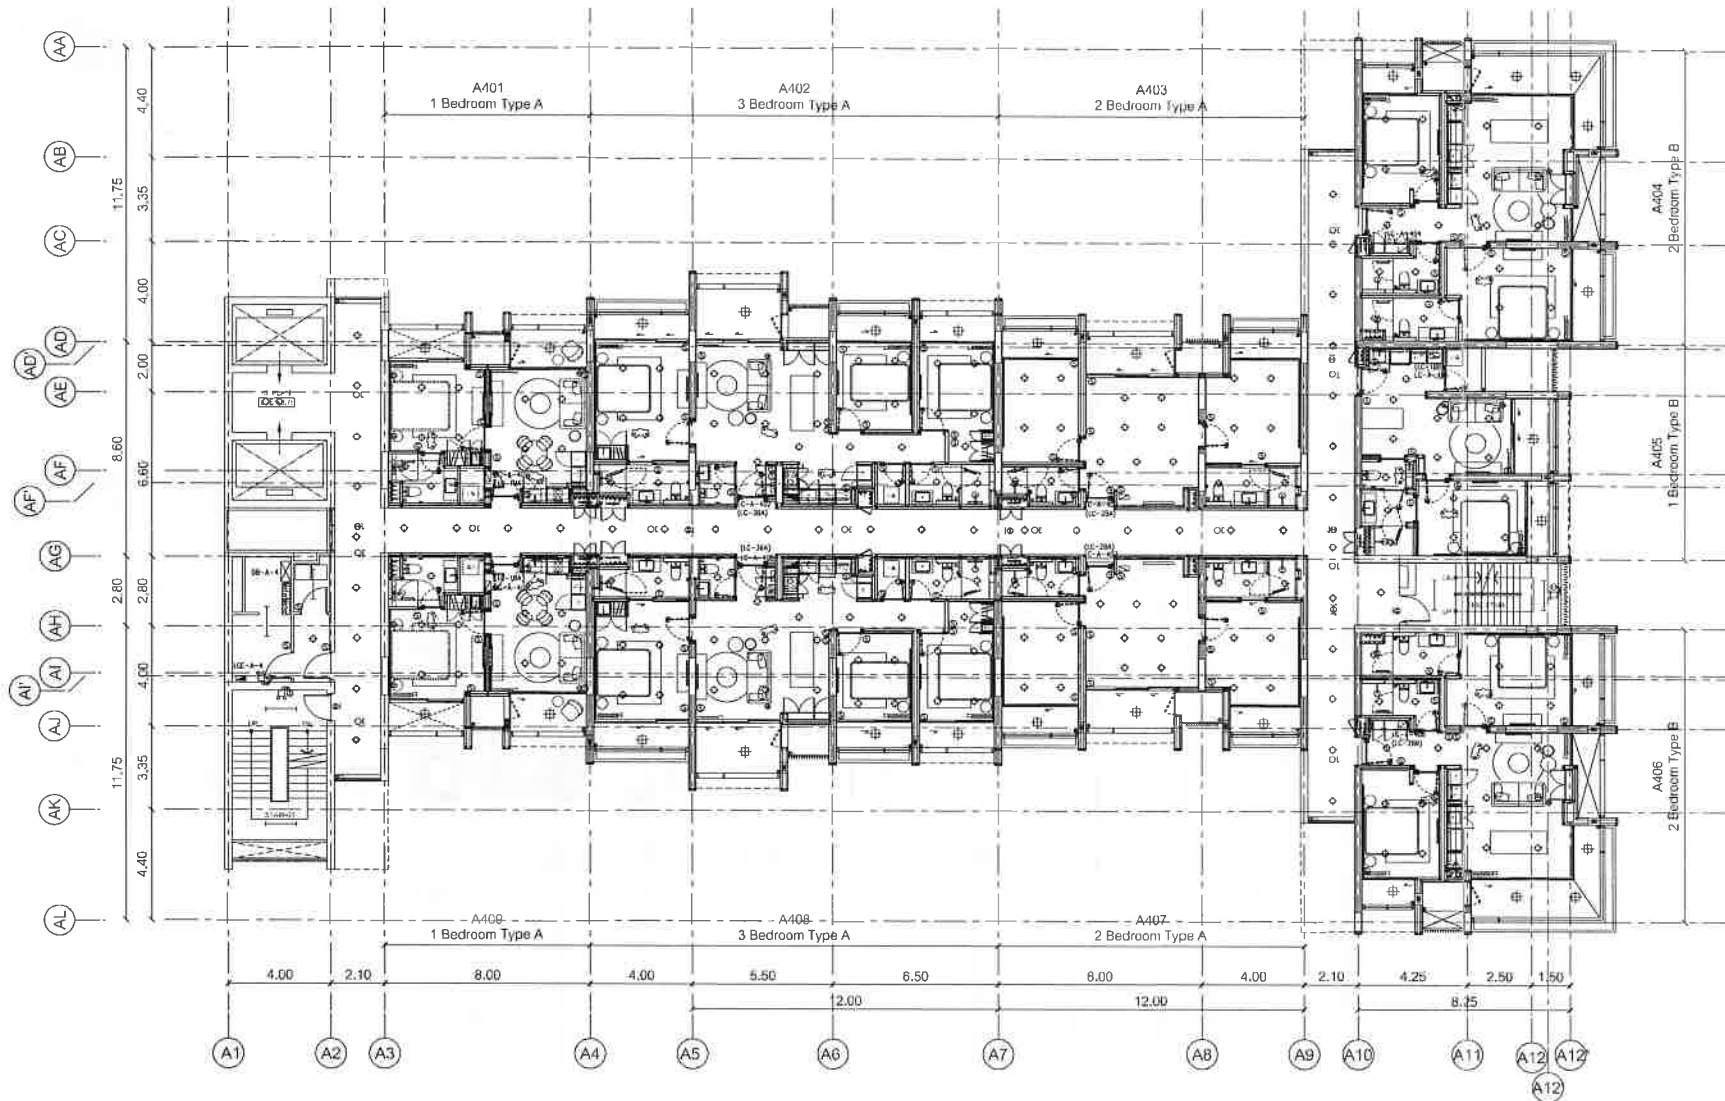 AA
AB
AC
AD
AD'
AE
AF
AF'
AG
AH
AI
AI'
AJ
AK
AL
4.40
3.35
4.00
2.00
6.60
2.80
4.00
3.35
4.40
11.75
8.60
2.80
11.75
A401
1 Bedroom Type A
A402
3 Bedroom Type A
A403
2 Bedroom Type A
A404
2 Bedroom Type B
A405
1 Bedroom Type B
A406
2 Bedroom Type B
A409
1 Bedroom Type A
A408
3 Bedroom Type A
A407
2 Bedroom Type A
(LC-3BA)
(LC-2BA)
4.00
2.10
8.00
4.00
5.50
6.50
8.00
4.00
2.10
4.25
2.50
1.50
12.00
12.00
8.25
A1
A2
A3
A4
A5
A6
A7
A8
A9
A10
A11
A12
A12'
A12'